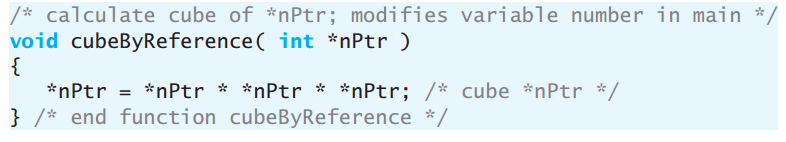 /* calculate cube of *nPtr; modifies variable number in main */
void cubeByReference( int *nPtr )
{
   *nPtr = *nPtr * *nPtr * *nPtr; /* cube *nPtr */
} /* end function cubeByReference */